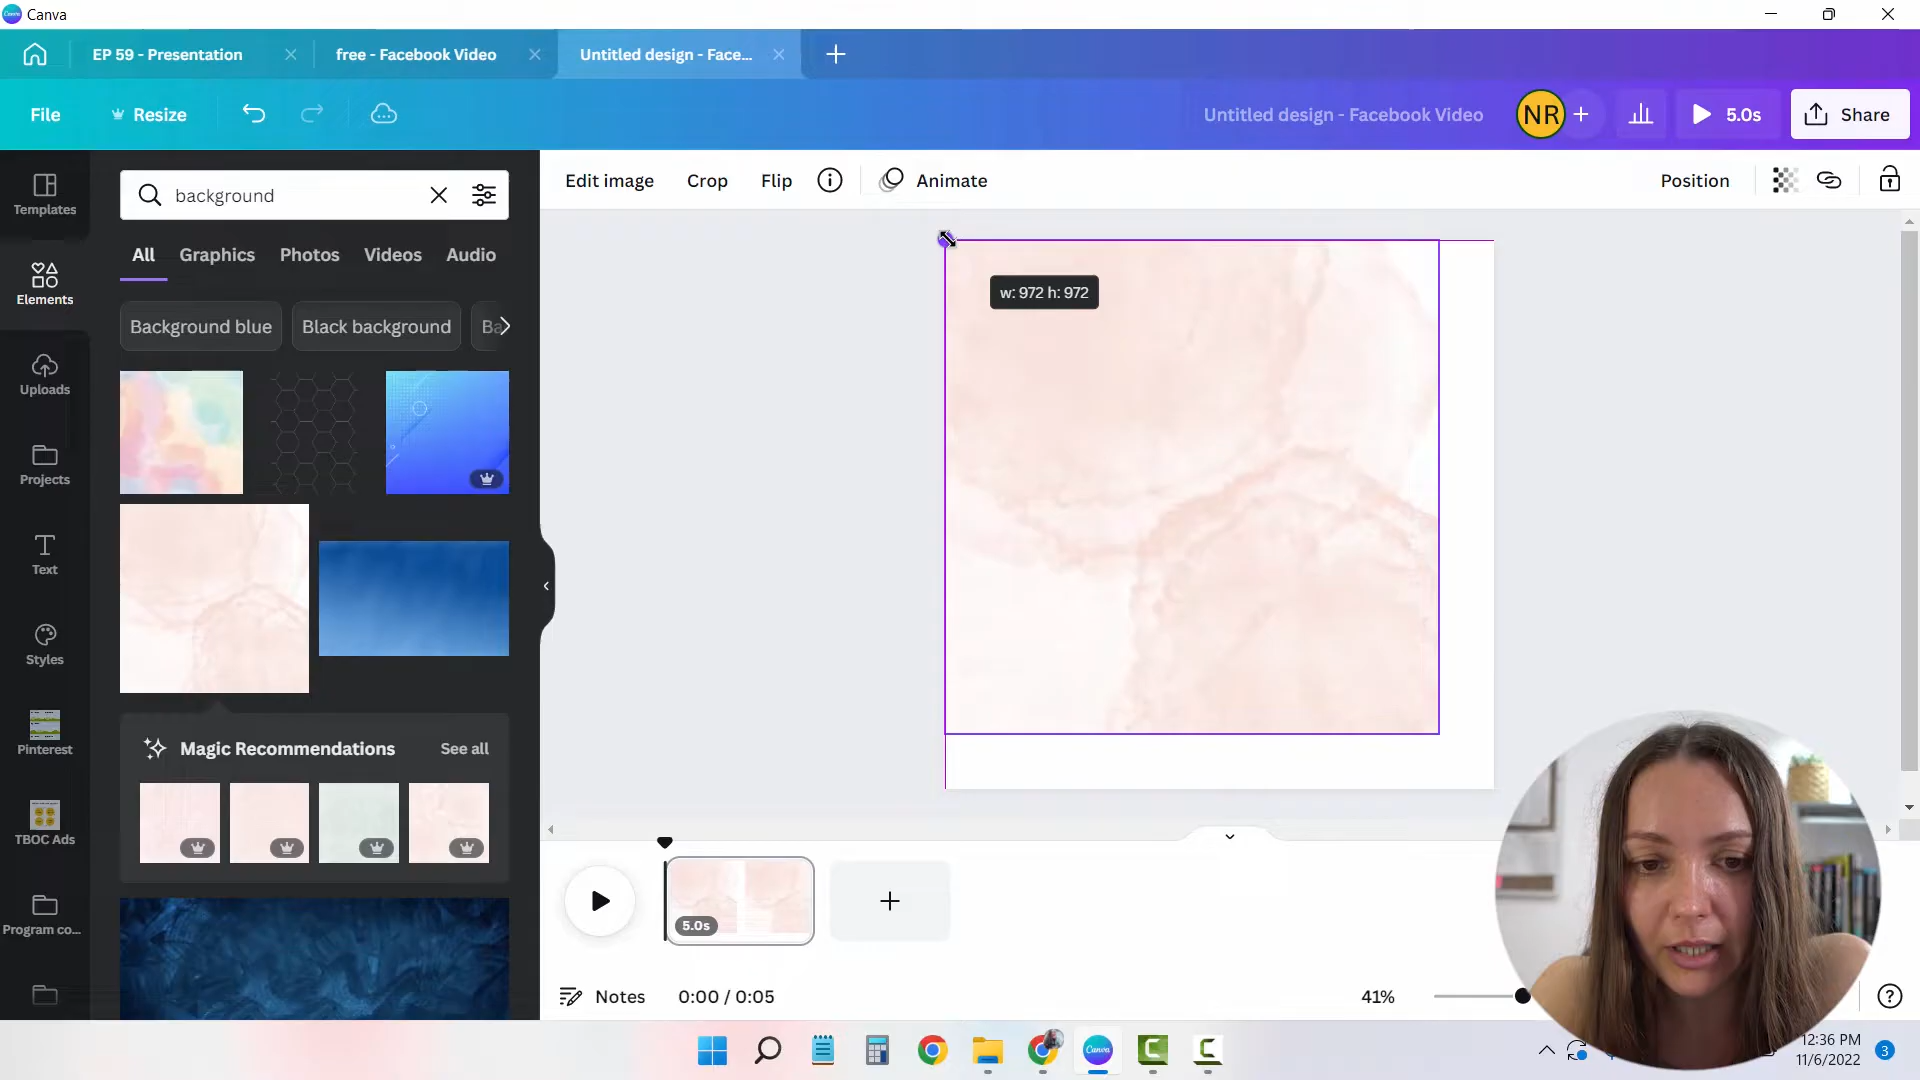 Canva
EP 59 - Presentation
free - Facebook Video
Untitled design - Face...
File
Resize
Untitled design - Facebook Video
NR
5.0s
Share
Templates
Elements
Uploads
Projects
Text
Styles
Pinterest
TBOC Ads
Program co...
background
All
Graphics
Photos
Videos
Audio
Background blue
Black background
Ba
Magic Recommendations
See all
Edit image
Crop
Flip
Animate
Position
w: 972 h: 972
5.0s
Notes
0:00 / 0:05
41%
Canva
12:36 PM
11/6/2022
3